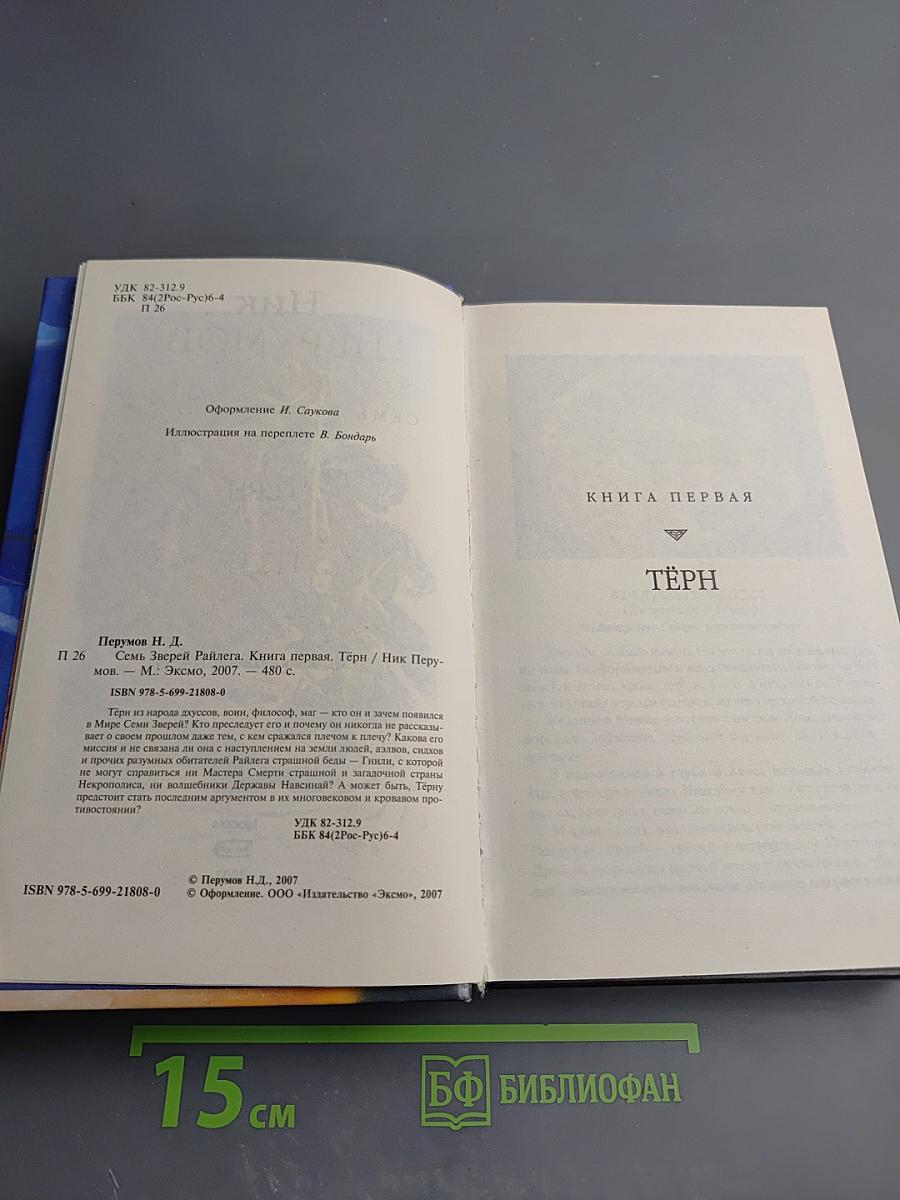 УДК 82-312.9
ББК 84(2Рос-Рус)6-4
П 26
Оформление И. Саукова
Иллюстрация на переплете В. Бондарь
Перумов Н. Д.
П 26 Семь Зверей Райлега. Книга первая. Тёрн / Ник Перу-
мов. — М.: Эксмо, 2007. — 480 с.
ISBN 978-5-699-21808-0
Тёрн из народа дхуссов, воин, философ, маг — кто он и зачем появился
в Мире Семи Зверей? Кто преследует его и почему он никогда не рассказы-
вает о своем прошлом даже тем, с кем сражался плечом к плечу? Какова его
миссия и не связана ли она с наступлением на земли людей, аэлвов, сидхов
и прочих разумных обитателей Райлега страшной беды — Гнили, с которой
не могут справиться ни Мастера Смерти страшной и загадочной страны
Некрополиса, ни волшебники Державы Навсинай? А может быть, Тёрну
предстоит стать последним аргументом в их многовековом и кровавом про-
тивостоянии?
УДК 82-312.9
ББК 84(2Рос-Рус)6-4
© Перумов Н.Д., 2007
ISBN 978-5-699-21808-0 © Оформление. ООО «Издательство «Эксмо», 2007
КНИГА ПЕРВАЯ
ТЁРН
15 см
БФ БИБЛИОФАН